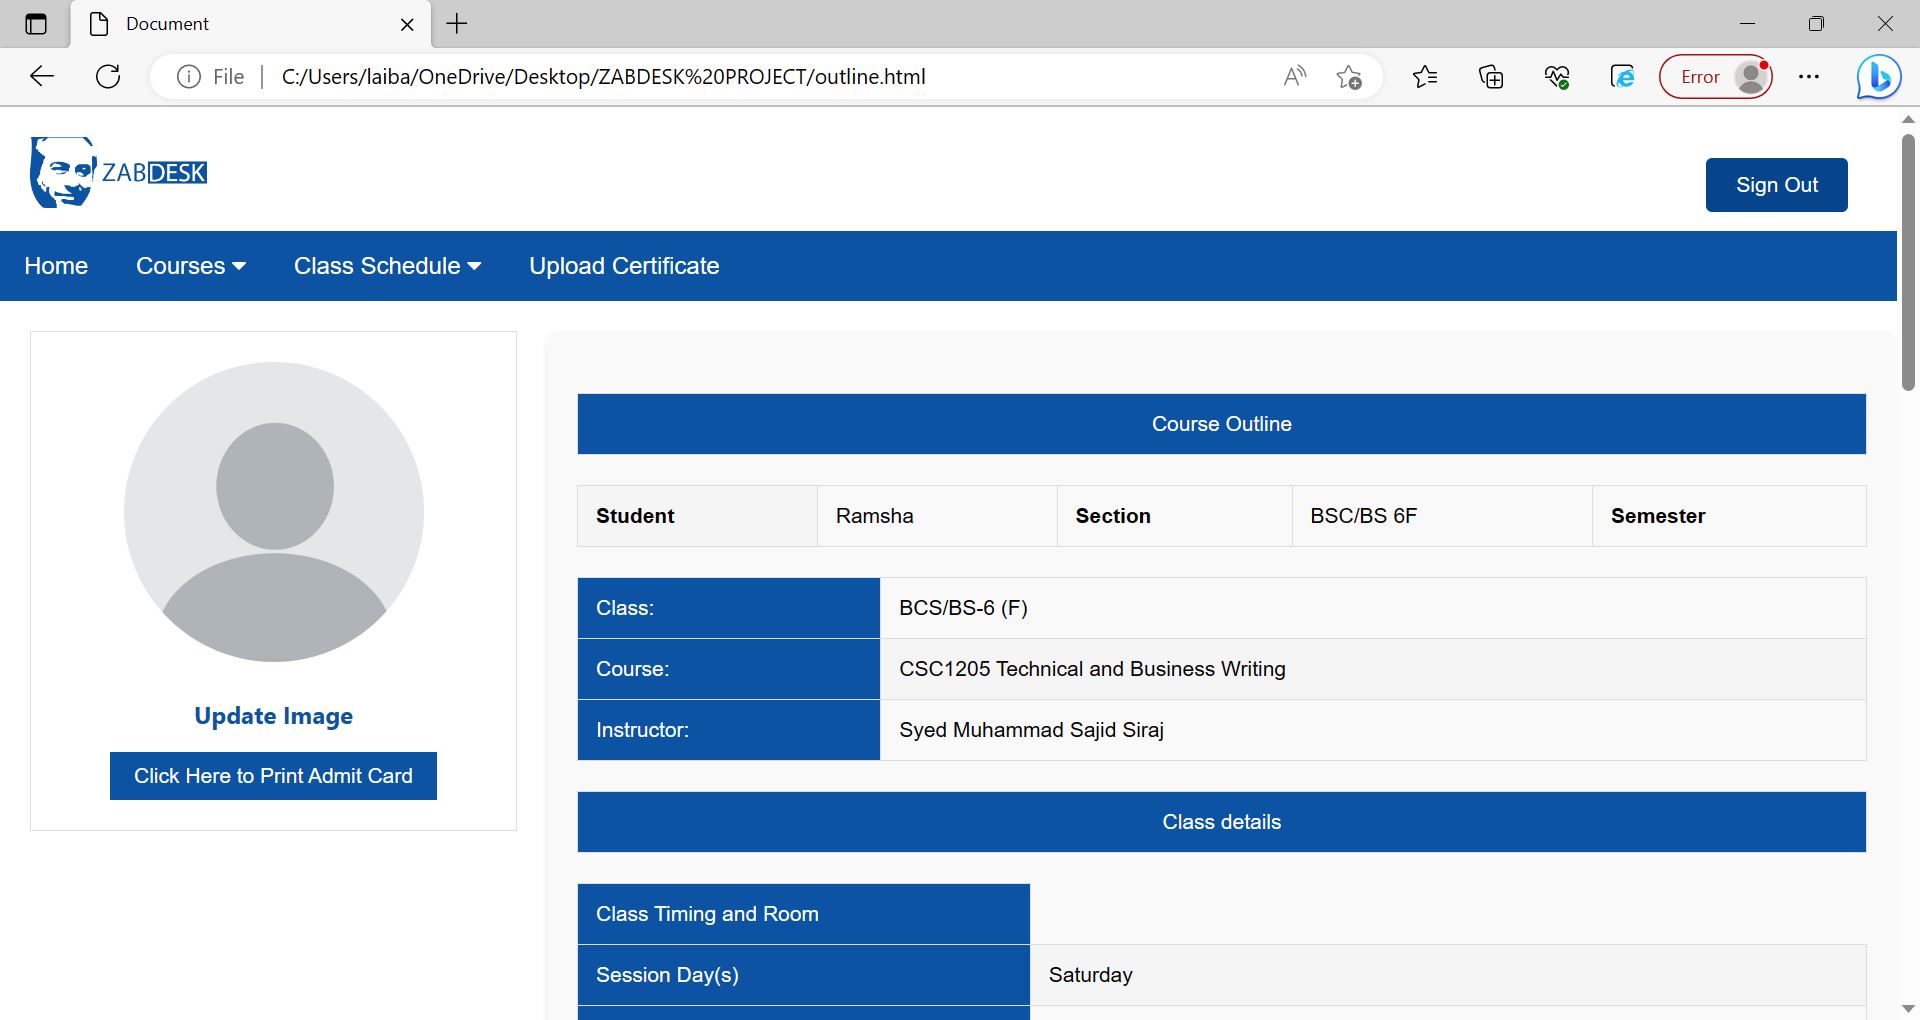 Document
File C:/Users/laiba/OneDrive/Desktop/ZABDESK%20PROJECT/outline.html
Error
ZABDESK
Sign Out
Home Courses Class Schedule Upload Certificate
Update Image
Click Here to Print Admit Card
Course Outline
Student Ramsha Section BSC/BS 6F Semester
Class: BCS/BS-6 (F)
Course: CSC1205 Technical and Business Writing
Instructor: Syed Muhammad Sajid Siraj
Class details
Class Timing and Room
Session Day(s) Saturday